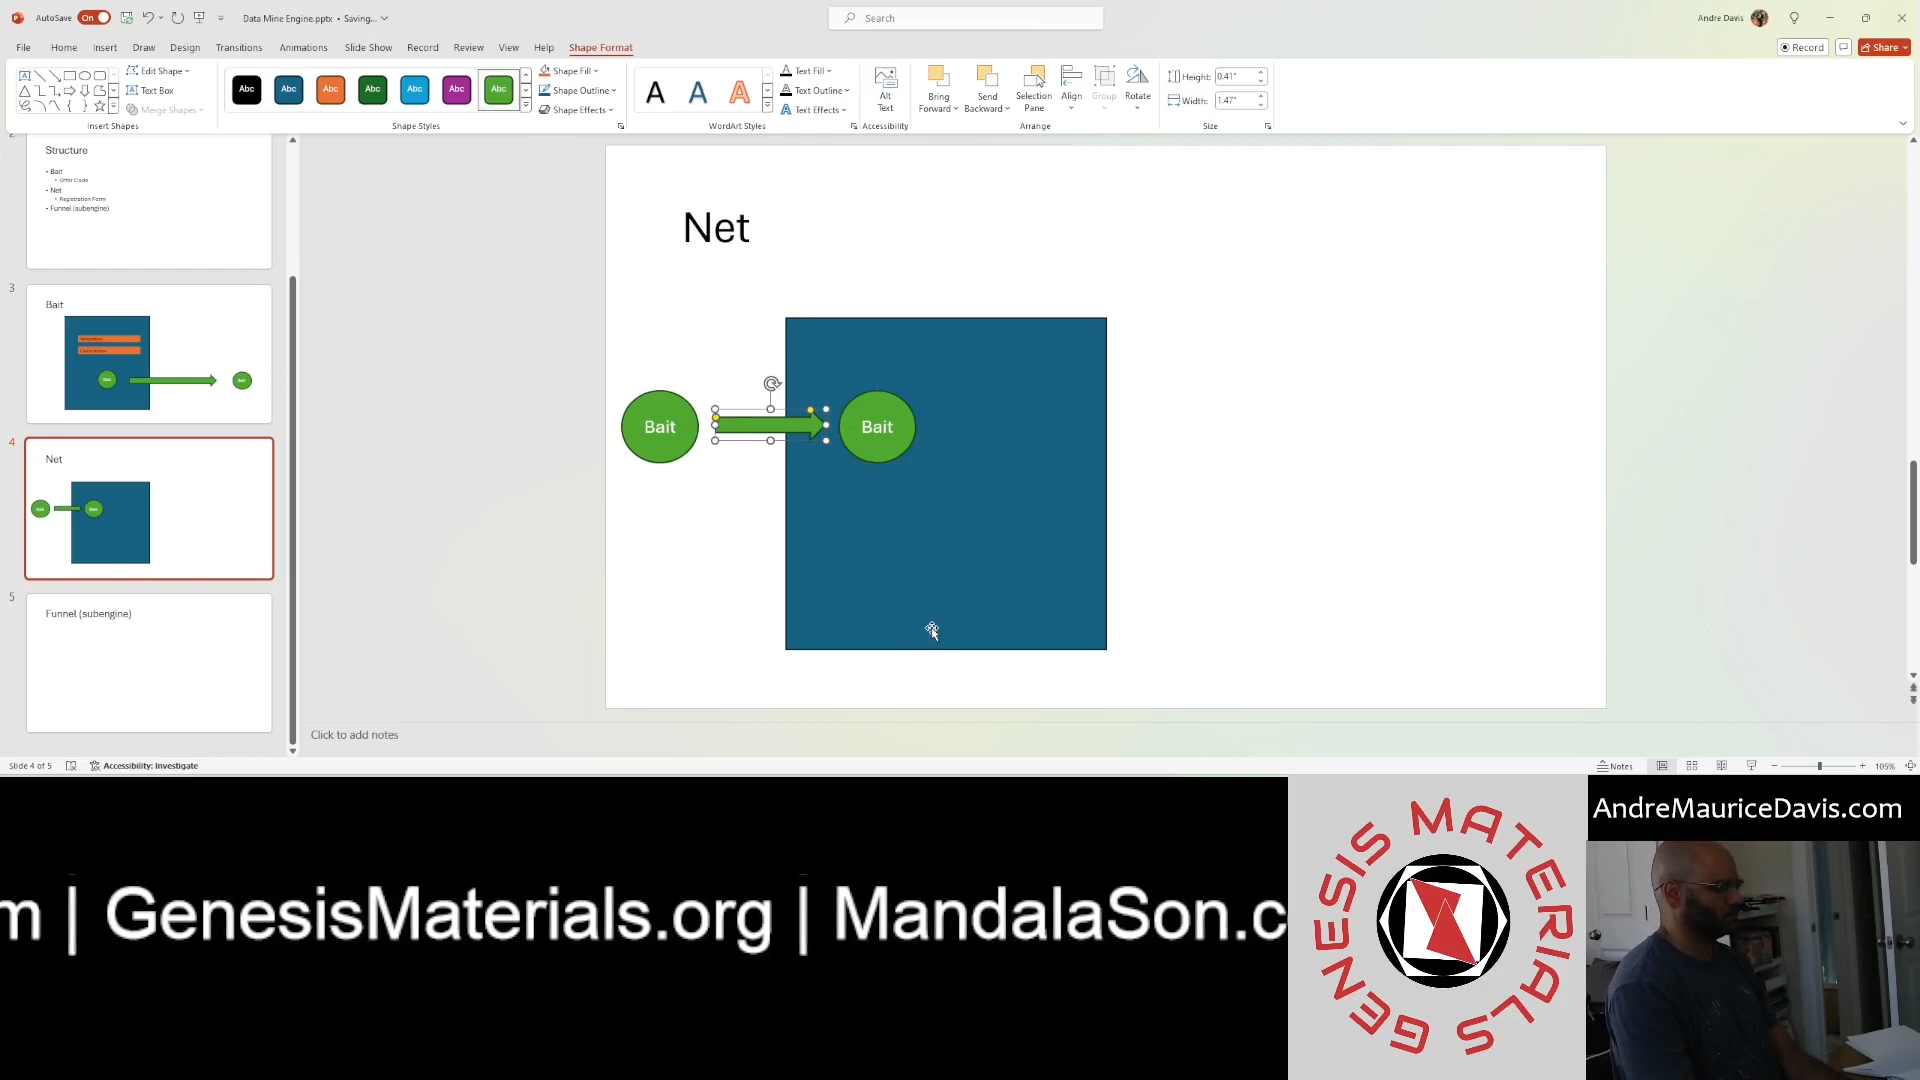 AutoSave On Data Mine Engine.pptx • Saving... Search Andre Davis
File Home Insert Draw Design Transitions Animations Slide Show Record Review View Help Shape Format Record Share
Edit Shape
Text Box
Merge Shapes
Insert Shapes
Abc Abc Abc Abc Abc Abc Abc
Shape Styles
Shape Fill
Shape Outline
Shape Effects
A A A
WordArt Styles
Text Fill
Text Outline
Text Effects
Alt
Text
Accessibility
Bring
Forward
Send
Backward
Selection
Pane
Align
Group
Rotate
Arrange
Height: 0.41"
Width: 1.47"
Size
2
Structure
• Bait
• Offer Code
• Net
• Registration Form
• Funnel (subengine)
3
Bait
Bait
Bait
4
Net
Bait
Bait
5
Funnel (subengine)
Net
Bait
Bait
Click to add notes
Slide 4 of 5 Accessibility: Investigate Notes 105%
m | GenesisMaterials.org | MandalaSon.c
GENESIS MATERIALS
AndreMauriceDavis.com